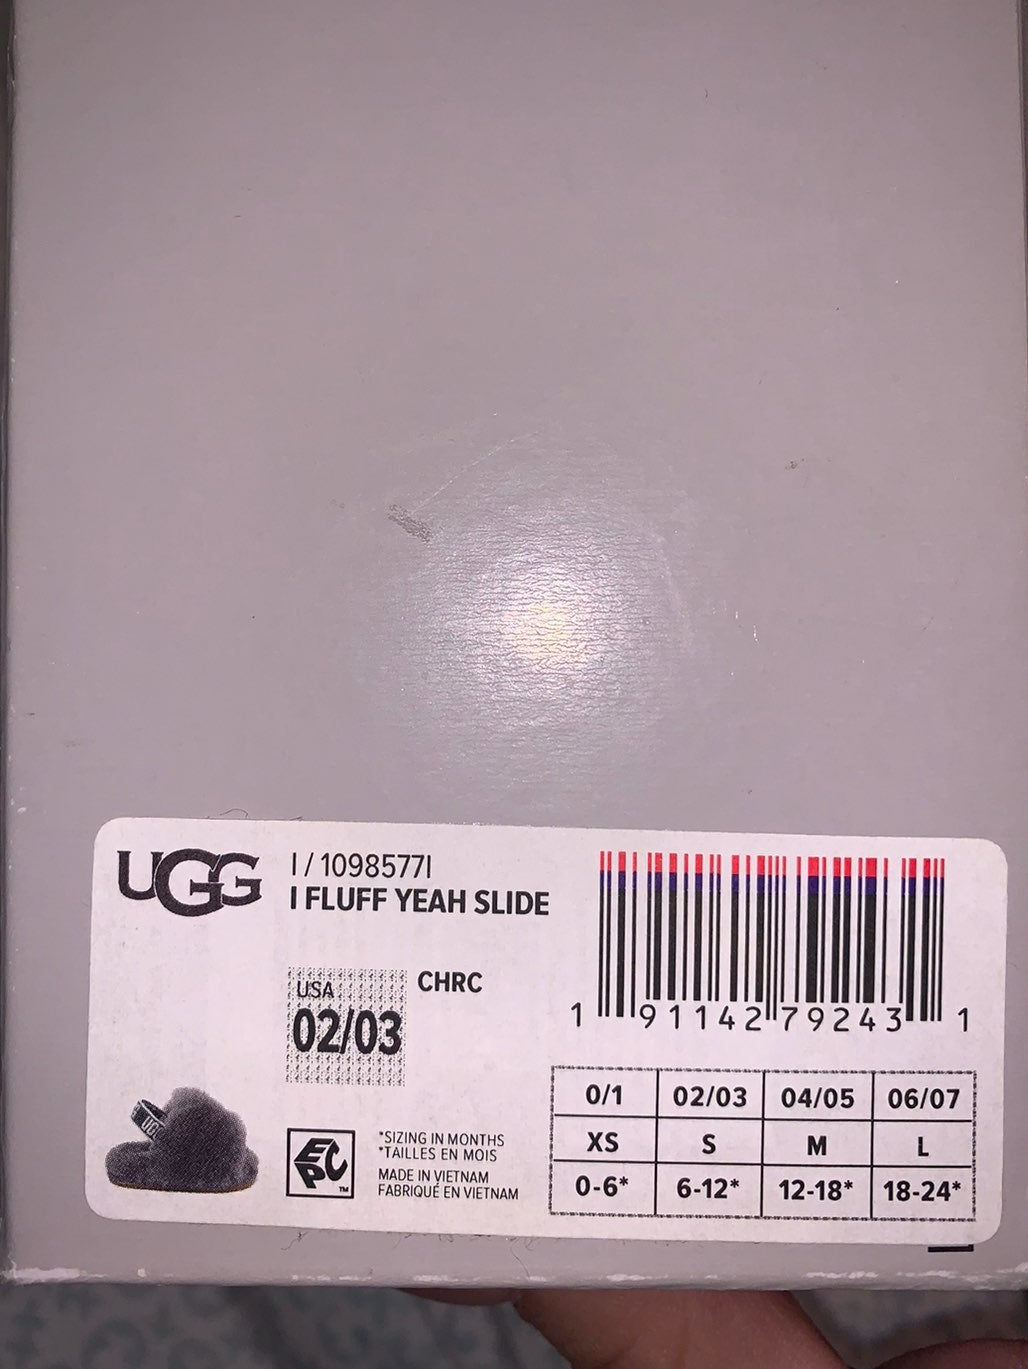 UGG
I / 1098577I
I FLUFF YEAH SLIDE
USA
02/03
CHRC
1 91142 79243 1
EPC
TM
*SIZING IN MONTHS
*TAILLES EN MOIS
MADE IN VIETNAM
FABRIQUÉ EN VIETNAM
0/1 02/03 04/05 06/07
XS S M L
0-6* 6-12* 12-18* 18-24*